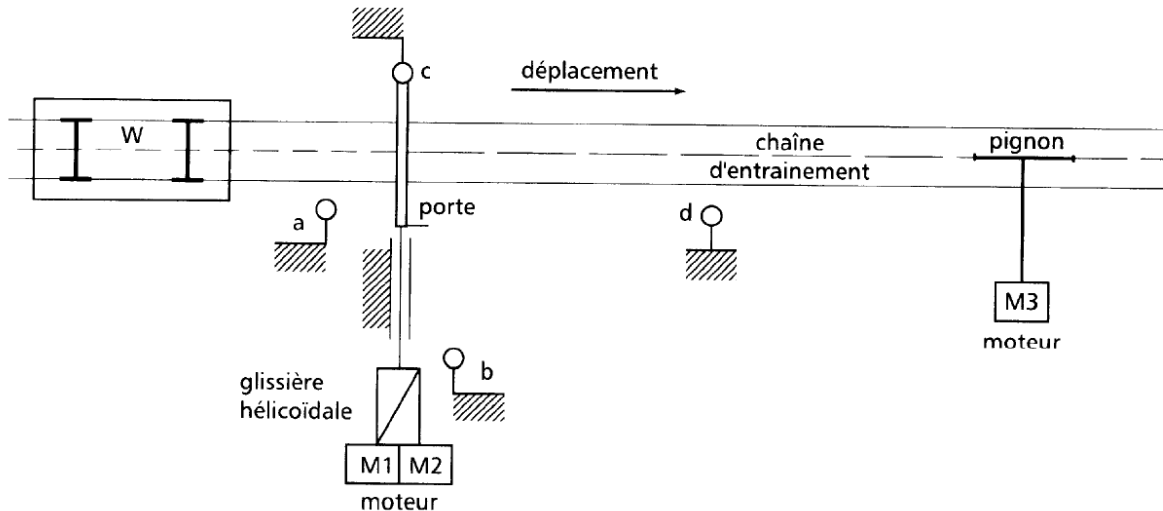 c
déplacement
W
chaîne
pignon
d'entrainement
a
porte
d
M3
moteur
b
glissière
hélicoïdale
M1 M2
moteur